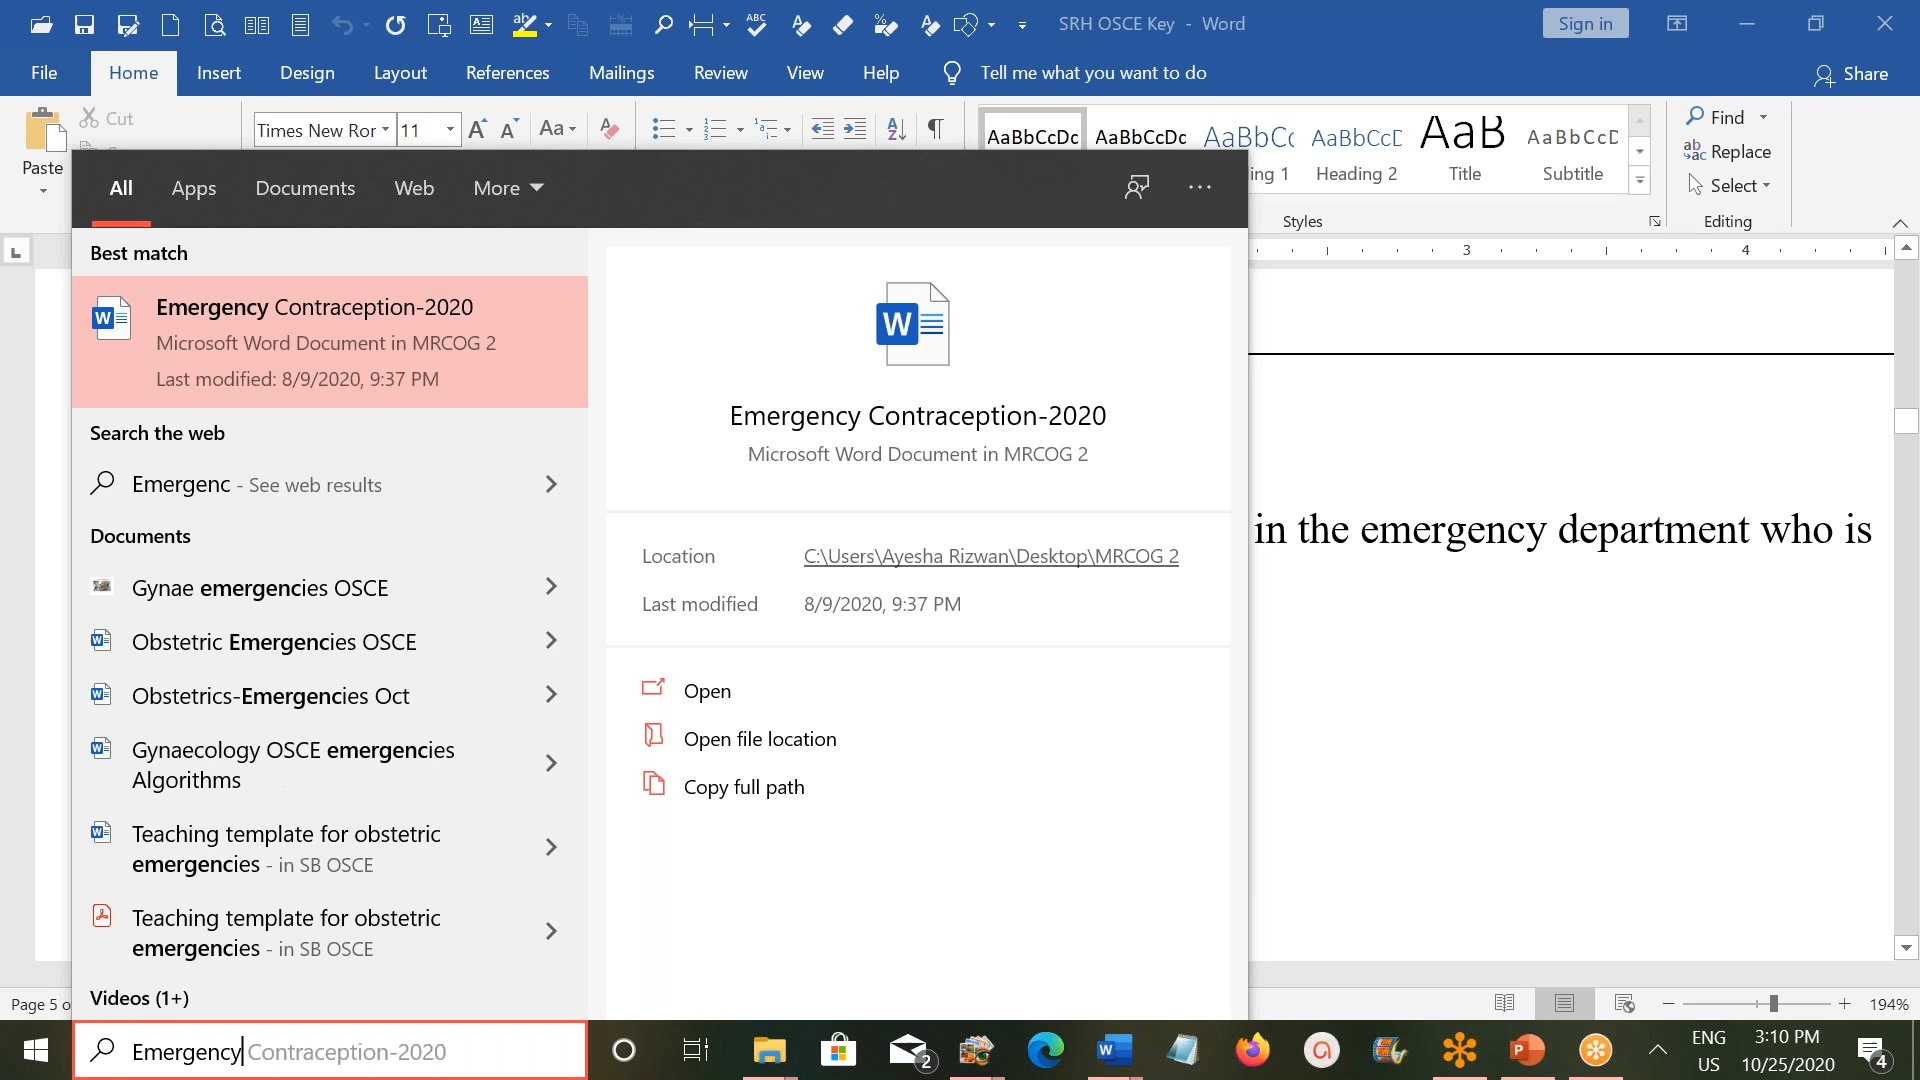 SRH OSCE Key - Word
Sign in
File
Home
Insert
Design
Layout
References
Mailings
Review
View
Help
Tell me what you want to do
Share
Paste
Cut
Times New Ror
11
Aa
AaBbCcDc
AaBbCcDc
AaBbC
AaBbCcE
AaB
AaBbCcD
ing 1
Heading 2
Title
Subtitle
Styles
Find
Replace
Select
Editing
All
Apps
Documents
Web
More
3
4
Best match
Emergency Contraception-2020
Microsoft Word Document in MRCOG 2
Last modified: 8/9/2020, 9:37 PM
Search the web
Emergenc - See web results
Documents
Gynae emergencies OSCE
Obstetric Emergencies OSCE
Obstetrics-Emergencies Oct
Gynaecology OSCE emergencies
Algorithms
Teaching template for obstetric
emergencies - in SB OSCE
Teaching template for obstetric
emergencies - in SB OSCE
Videos (1+)
Emergency Contraception-2020
Microsoft Word Document in MRCOG 2
Location C:\Users\Ayesha Rizwan\Desktop\MRCOG 2
Last modified 8/9/2020, 9:37 PM
Open
Open file location
Copy full path
in the emergency department who is
Page 5 o
194%
Emergency Contraception-2020
2
ENG
US
3:10 PM
10/25/2020
4